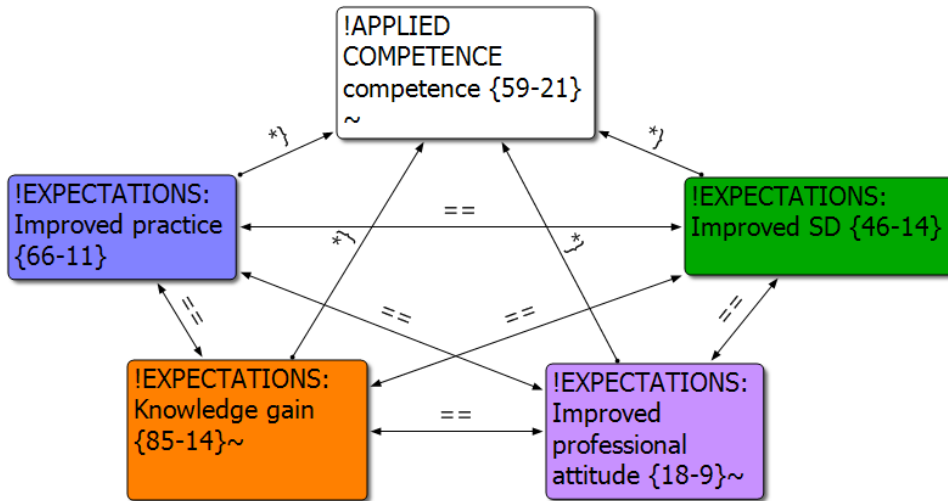 !APPLIED
COMPETENCE
competence {59-21}
~
*}
*}
!EXPECTATIONS:
Improved practice
{66-11}
==
!EXPECTATIONS:
Improved SD {46-14}
*}
*}
==
==
==
==
!EXPECTATIONS:
Knowledge gain
{85-14}~
==
!EXPECTATIONS:
Improved
professional
attitude {18-9}~